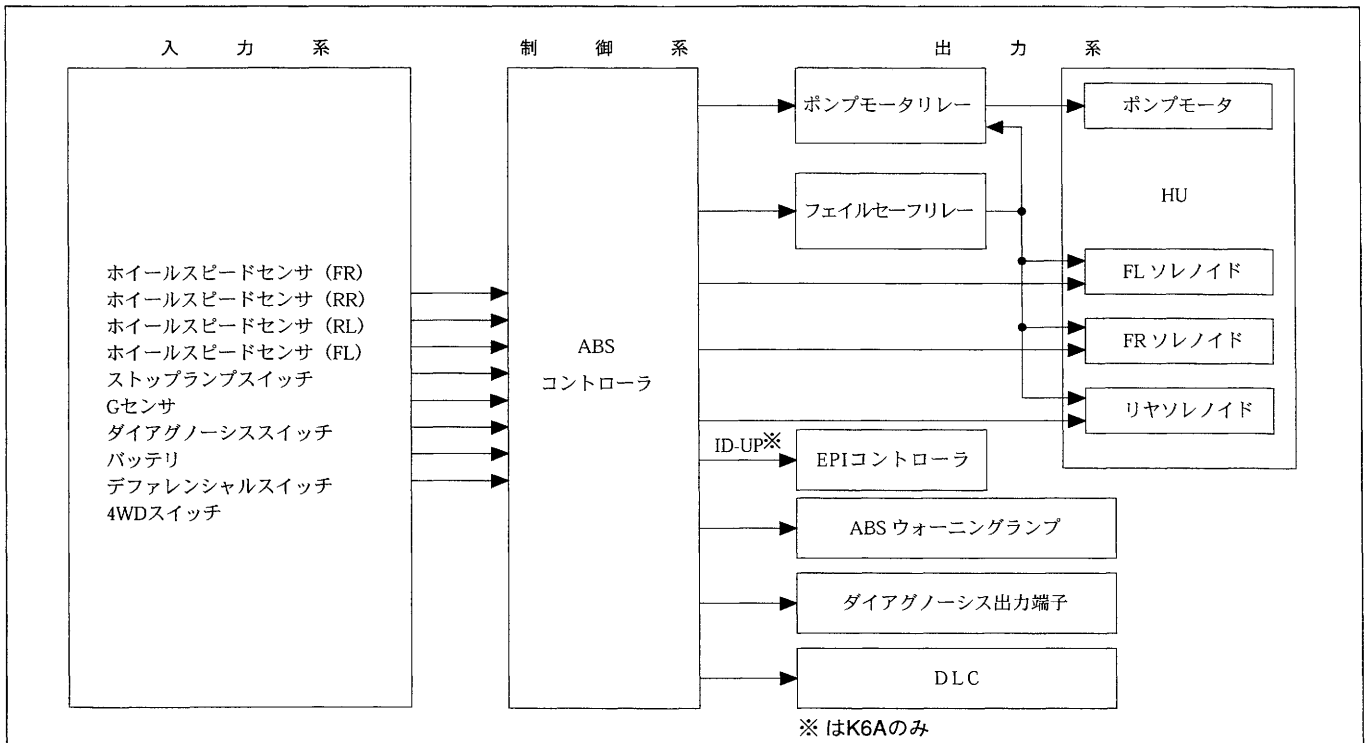 入力系
制御系
出力系
ホイールスピードセンサ（FR）
ホイールスピードセンサ（RR）
ホイールスピードセンサ（RL）
ホイールスピードセンサ（FL）
ストップランプスイッチ
Gセンサ
ダイアグノーシススイッチ
バッテリ
デファレンシャルスイッチ
4WDスイッチ
ABS
コントローラ
ポンプモータリレー
フェイルセーフリレー
ポンプモータ
HU
FLソレノイド
FRソレノイド
リヤソレノイド
ID-UP※
EPIコントローラ
ABSウォーニングランプ
ダイアグノーシス出力端子
DLC
※はK6Aのみ